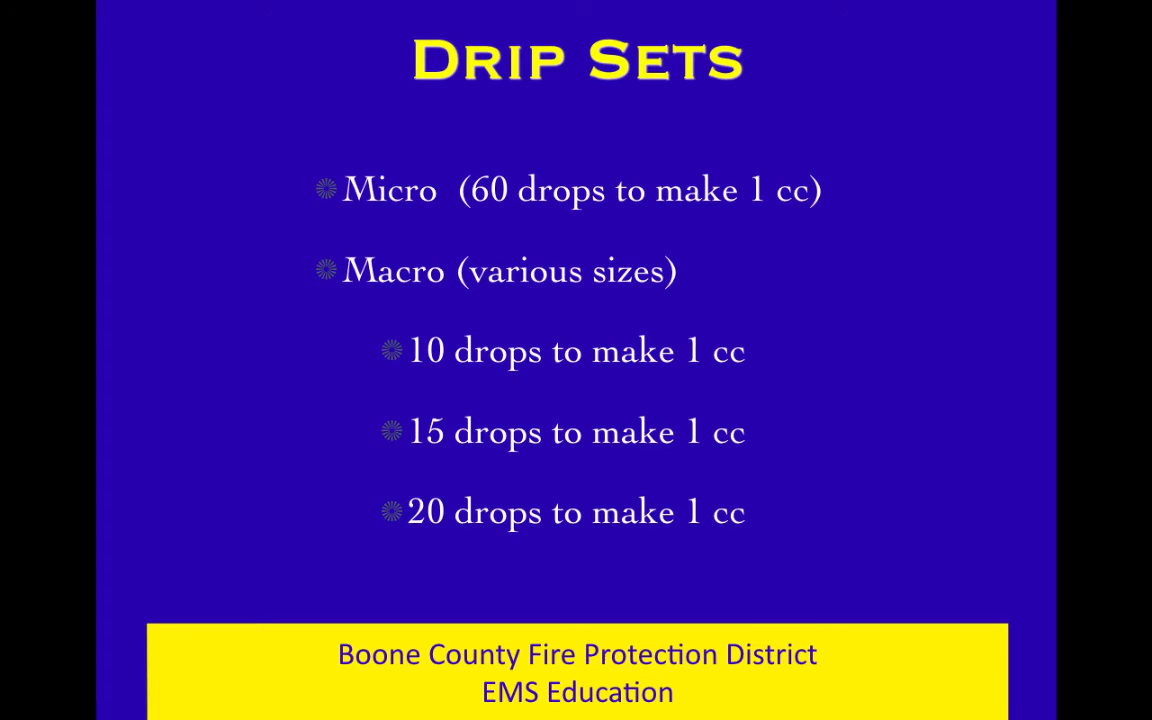 Drip Sets
Micro (60 drops to make 1 cc)
Macro (various sizes)
10 drops to make 1 cc
15 drops to make 1 cc
20 drops to make 1 cc
Boone County Fire Protection District
EMS Education